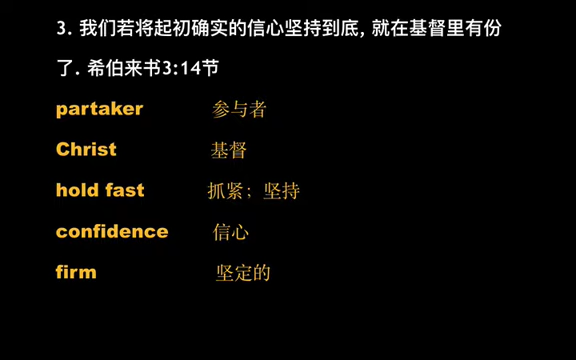 3. 我们若将起初确实的信心坚持到底, 就在基督里有份
了. 希伯来书3:14节
partaker 参与者
Christ 基督
hold fast 抓紧；坚持
confidence 信心
firm 坚定的